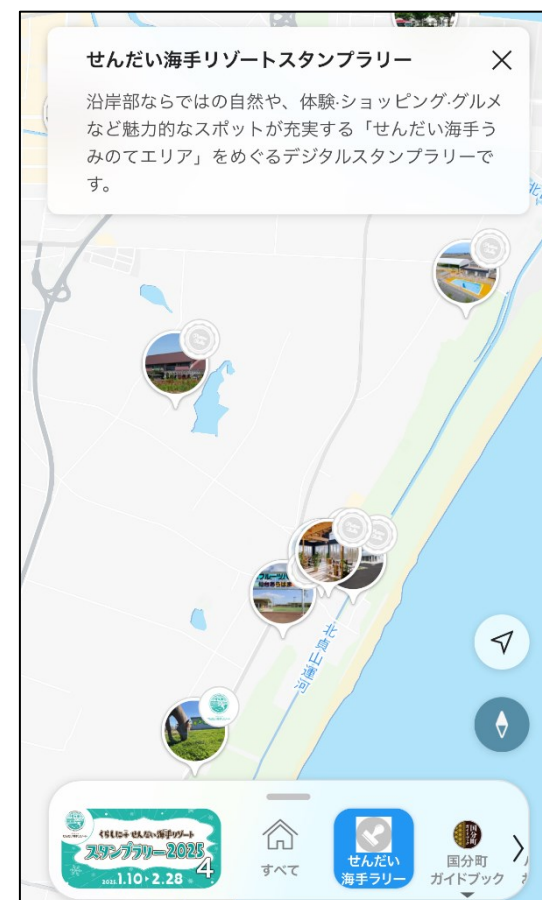 せんだい海手リゾートスタンプラリー
沿岸部ならではの自然や、体験·ショッピング·グルメ
など魅力的なスポットが充実する「せんだい海手う
みのてエリア」をめぐるデジタルスタンプラリーで
す。
北貞山運河
スタンプラリー2025
2025 1.10▸2.28
4
すべて
せんだい
海手ラリー
国分町
ガイドブック